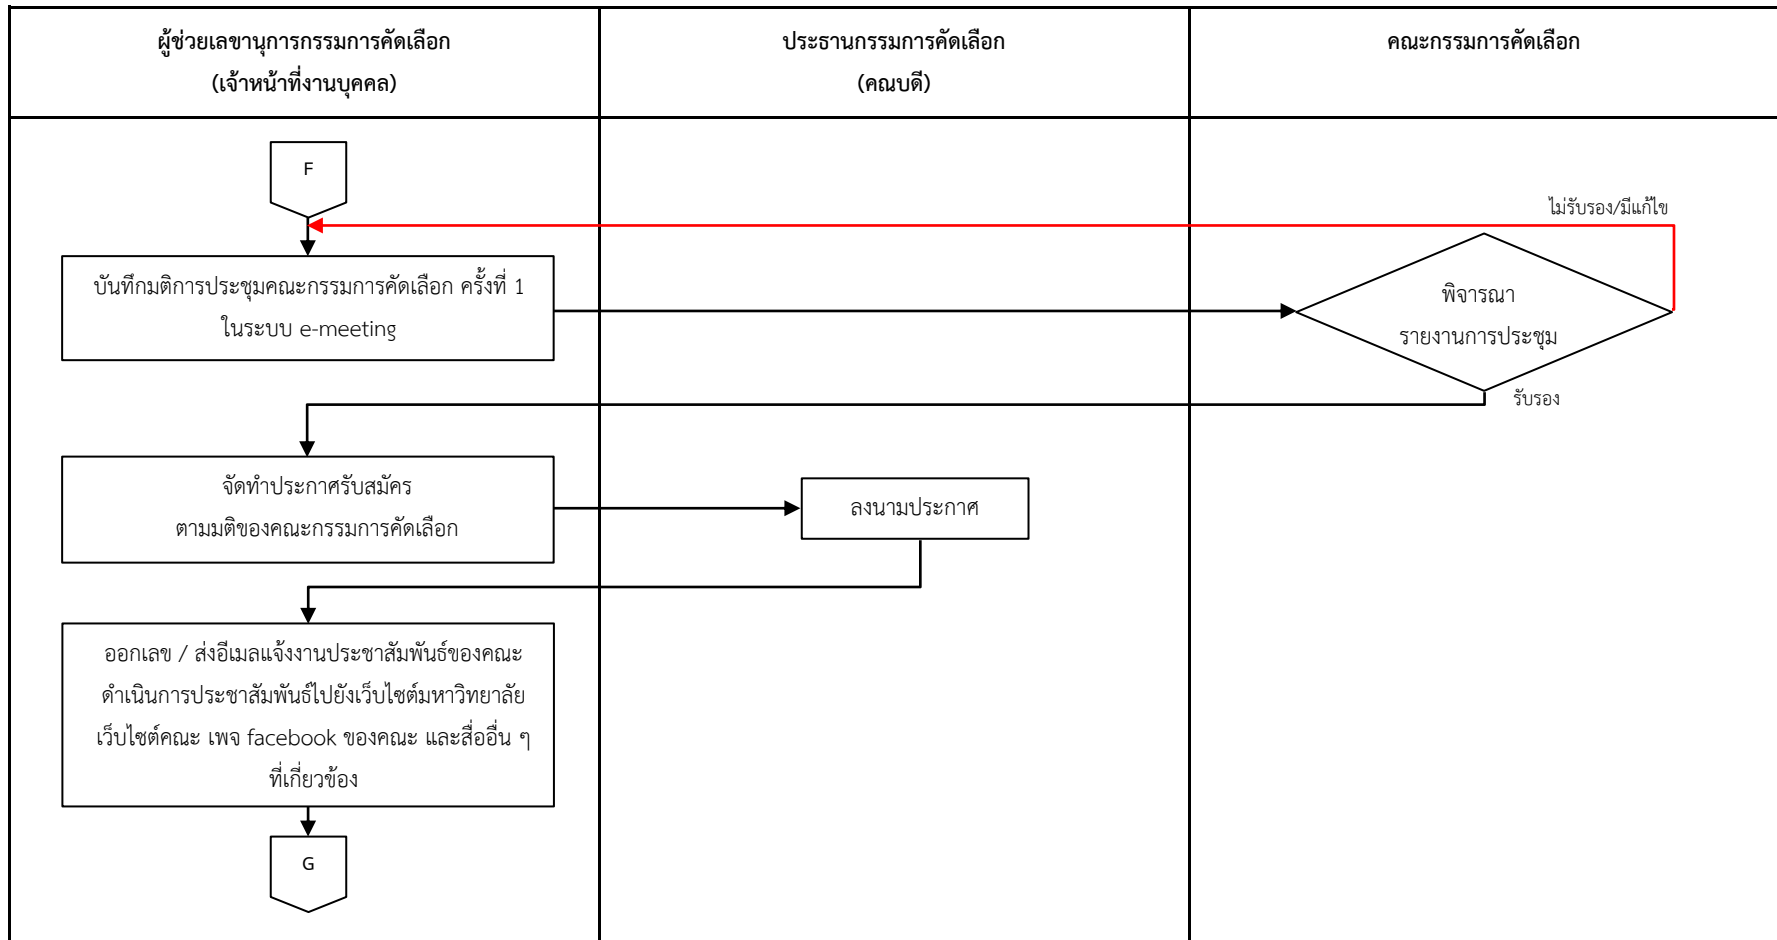 ผู้ช่วยเลขานุการกรรมการคัดเลือก
(เจ้าหน้าที่งานบุคคล)
ประธานกรรมการคัดเลือก
(คณบดี)
คณะกรรมการคัดเลือก
F
ไม่รับรอง/มีแก้ไข
บันทึกมติการประชุมคณะกรรมการคัดเลือก ครั้งที่ 1
ในระบบ e-meeting
พิจารณา
รายงานการประชุม
รับรอง
จัดทำประกาศรับสมัคร
ตามมติของคณะกรรมการคัดเลือก
ลงนามประกาศ
ออกเลข / ส่งอีเมลแจ้งงานประชาสัมพันธ์ของคณะ
ดำเนินการประชาสัมพันธ์ไปยังเว็บไซต์มหาวิทยาลัย
เว็บไซต์คณะ เพจ facebook ของคณะ และสื่ออื่น ๆ
ที่เกี่ยวข้อง
G